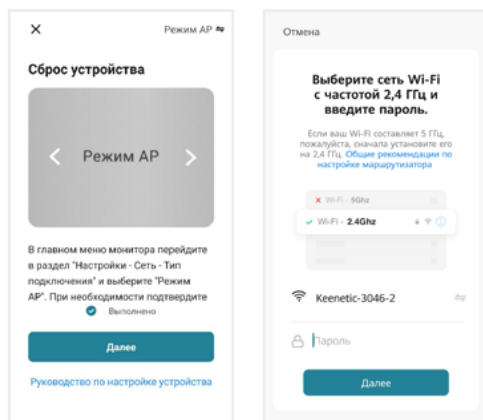 Режим АР
Сброс устройства
Режим АР
В главном меню монитора перейдите
в раздел "Настройки - Сеть - Тип
подключения" и выберите "Режим
АР". При необходимости подтвердите
Выполнено
Далее
Руководство по настройке устройства
Отмена
Выберите сеть Wi-Fi
с частотой 2,4 ГГц и
введите пароль.
Если ваш Wi-Fi составляет 5 ГГц,
пожалуйста, сначала установите его
на 2,4 ГГц. Общие рекомендации по
настройке маршрутизатора
Wi-Fi - 5Ghz
Wi-Fi - 2.4Ghz
Keenetic-3046-2
Пароль
Далее